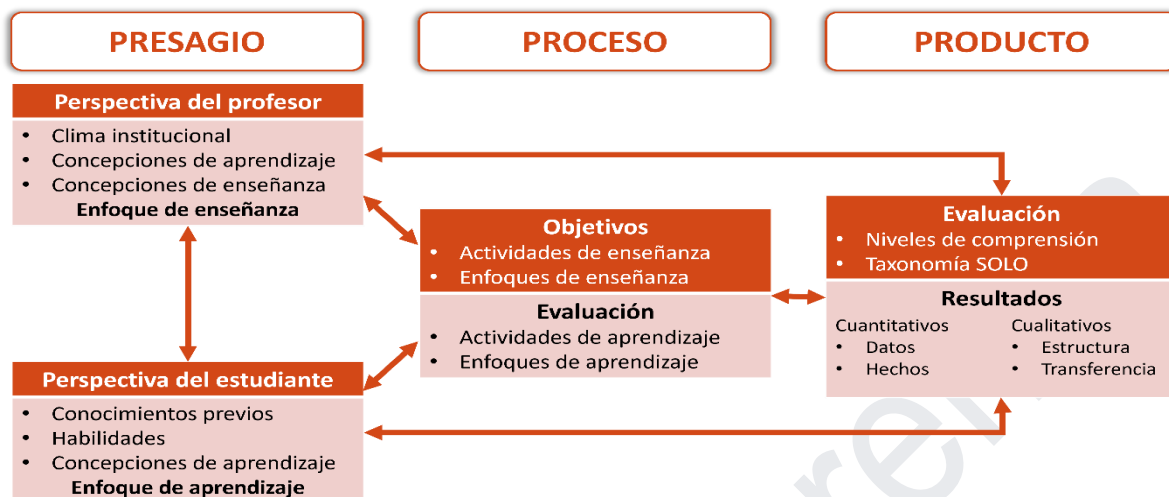 PRESAGIO
PROCESO
PRODUCTO
Perspectiva del profesor
• Clima institucional
• Concepciones de aprendizaje
• Concepciones de enseñanza
Enfoque de enseñanza
Objetivos
• Actividades de enseñanza
• Enfoques de enseñanza
Evaluación
• Actividades de aprendizaje
• Enfoques de aprendizaje
Evaluación
• Niveles de comprensión
• Taxonomía SOLO
Resultados
Cuantitativos
• Datos
• Hechos
Cualitativos
• Estructura
• Transferencia
Perspectiva del estudiante
• Conocimientos previos
• Habilidades
• Concepciones de aprendizaje
Enfoque de aprendizaje